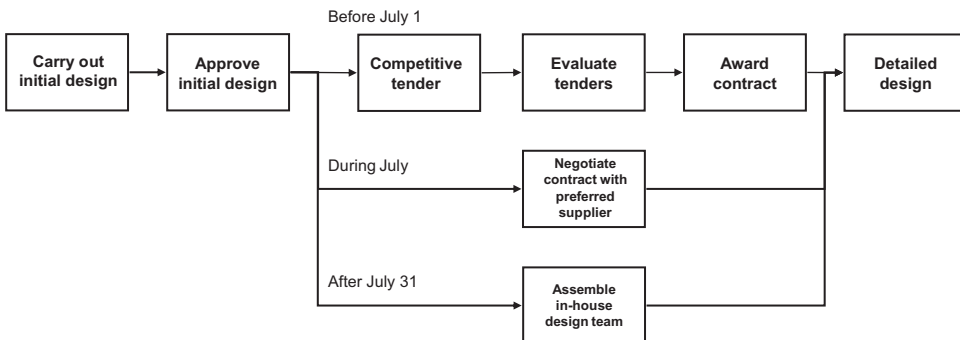 Before July 1
Carry out
initial design
Approve
initial design
Competitive
tender
Evaluate
tenders
Award
contract
Detailed
design
During July
Negotiate
contract with
preferred
supplier
After July 31
Assemble
in-house
design team